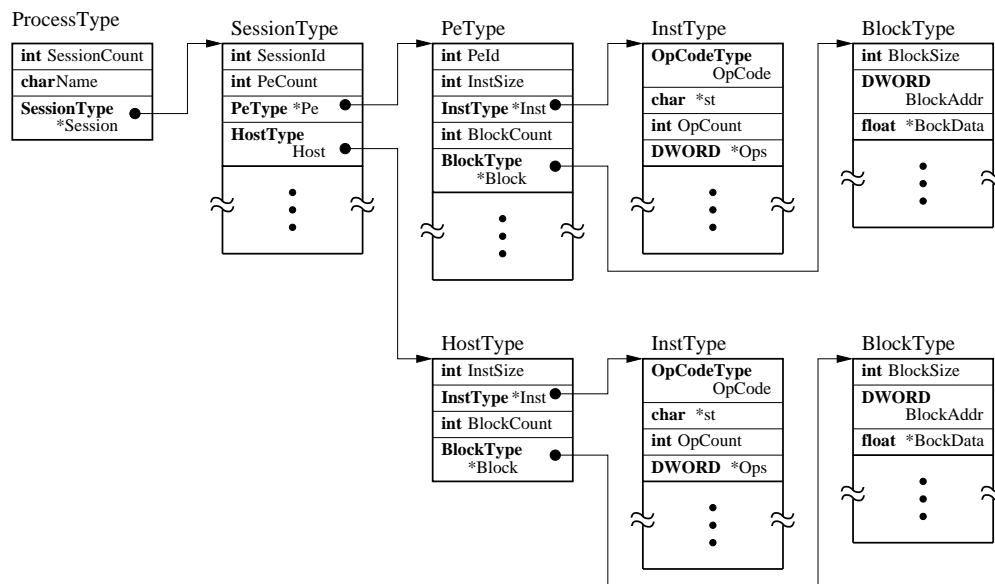 ProcessType
int SessionCount
charName
SessionType
*Session
SessionType
int SessionId
int PeCount
PeType *Pe
HostType
Host
PeType
int PeId
int InstSize
InstType *Inst
int BlockCount
BlockType
*Block
InstType
OpCodeType
OpCode
char *st
int OpCount
DWORD *Ops
BlockType
int BlockSize
DWORD
BlockAddr
float *BockData
HostType
int InstSize
InstType *Inst
int BlockCount
BlockType
*Block
InstType
OpCodeType
OpCode
char *st
int OpCount
DWORD *Ops
BlockType
int BlockSize
DWORD
BlockAddr
float *BockData